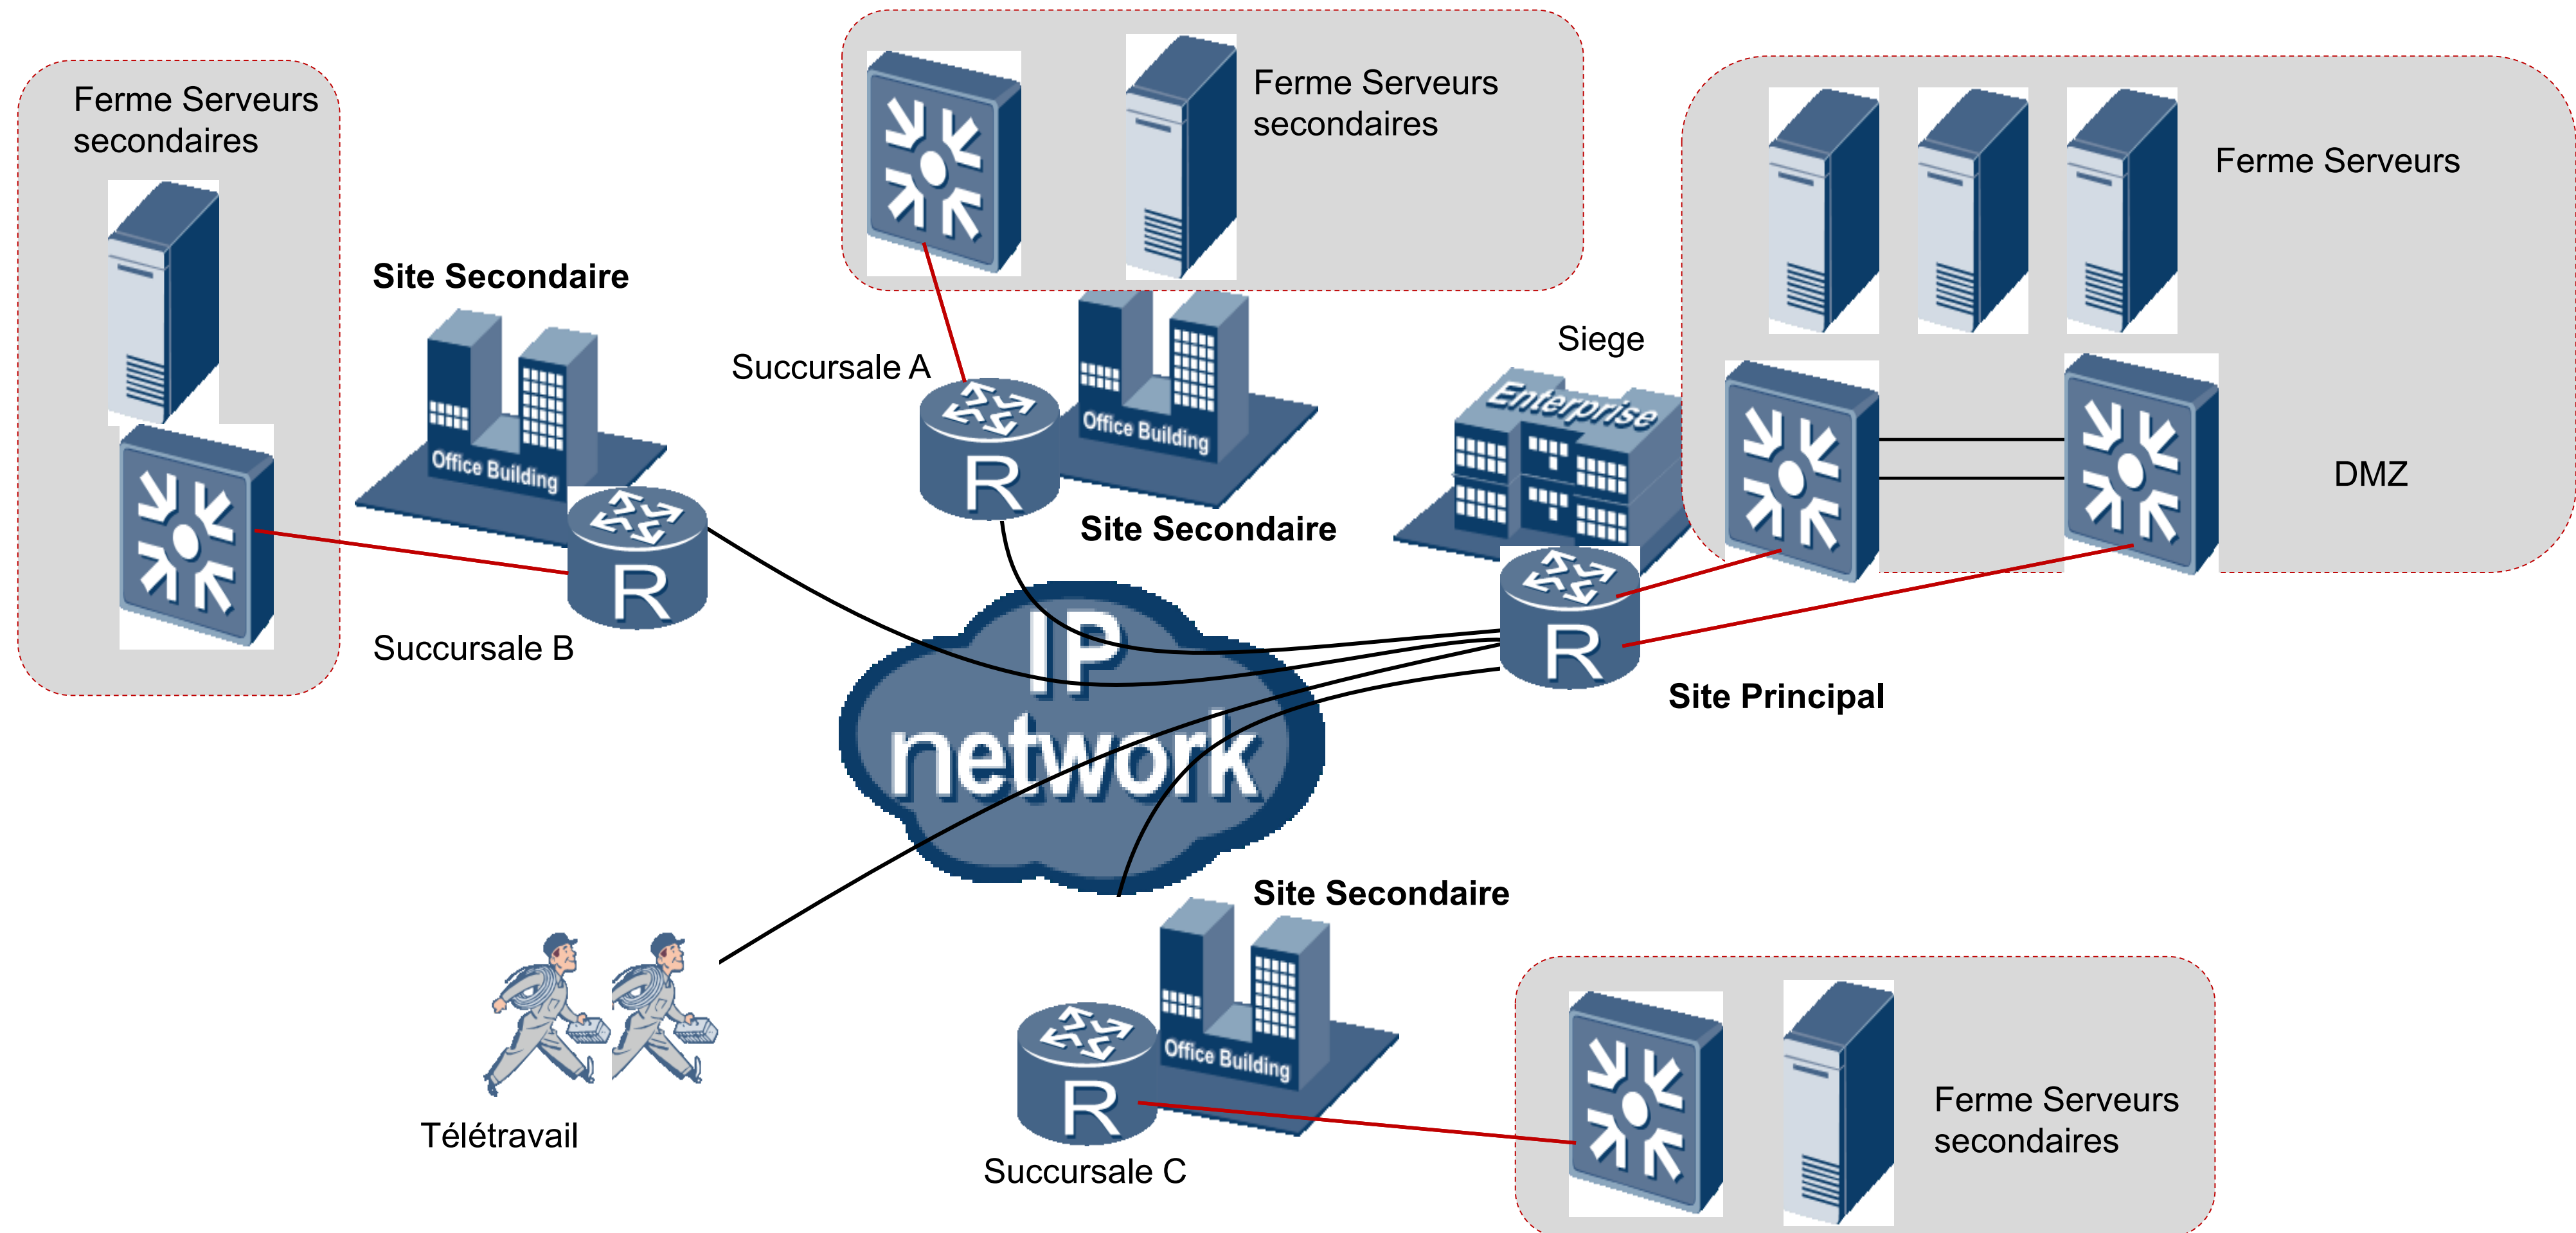 Ferme Serveurs
secondaires
Site Secondaire
Office Building
R
Succursale B
Ferme Serveurs
secondaires
Succursale A
R
Office Building
Site Secondaire
Siege
Enterprise
Ferme Serveurs
DMZ
R
Site Principal
IP
network
Télétravail
Site Secondaire
Office Building
R
Succursale C
Ferme Serveurs
secondaires